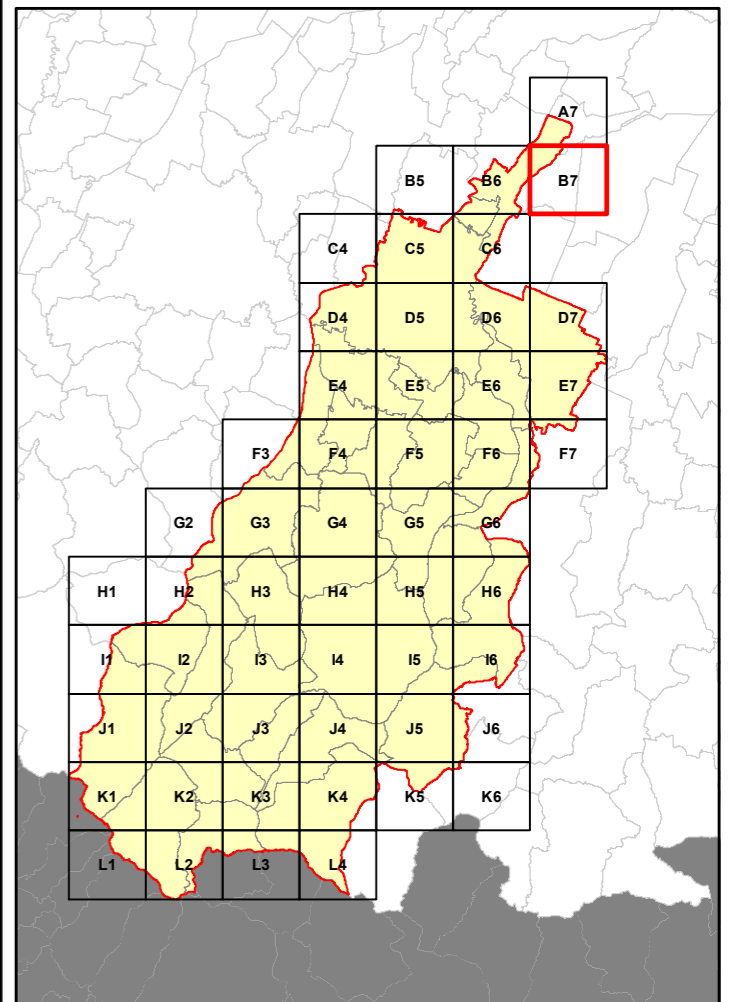 A7
B5 B6 B7
C4 C5 C6
D4 D5 D6 D7
E4 E5 E6 E7
F3 F4 F5 F6 F7
G2 G3 G4 G5 G6
H1 H2 H3 H4 H5 H6
I1 I2 I3 I4 I5 I6
J1 J2 J3 J4 J5 J6
K1 K2 K3 K4 K5 K6
L1 L2 L3 L4